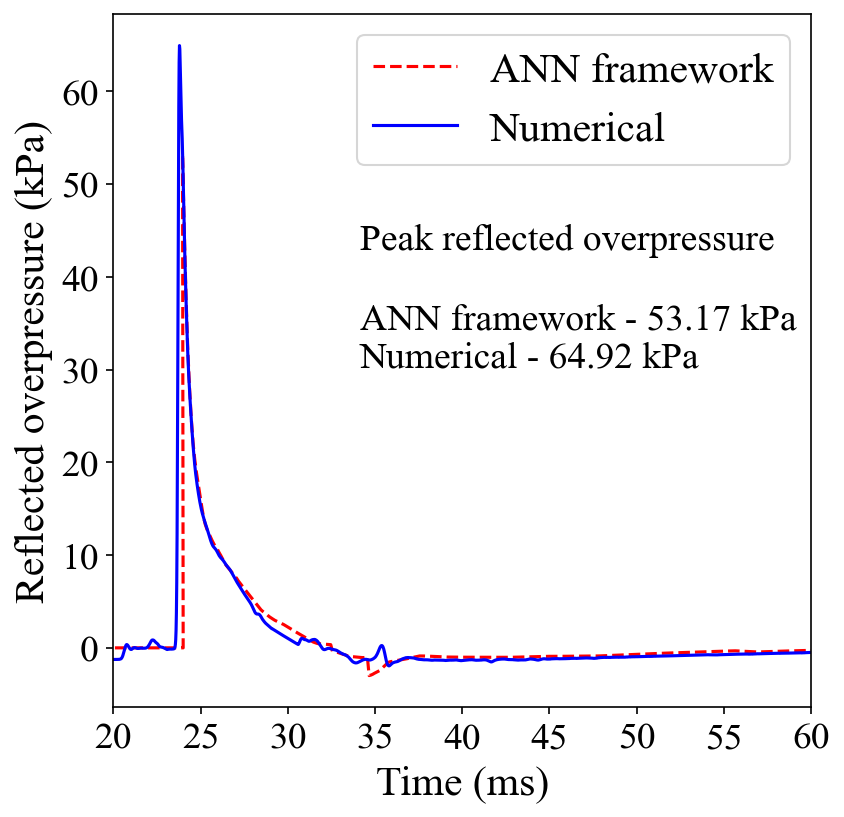 ANN framework
Numerical
Peak reflected overpressure
ANN framework - 53.17 kPa
Numerical - 64.92 kPa
Reflected overpressure (kPa)
60
50
40
30
20
10
0
20 25 30 35 40 45 50 55 60
Time (ms)